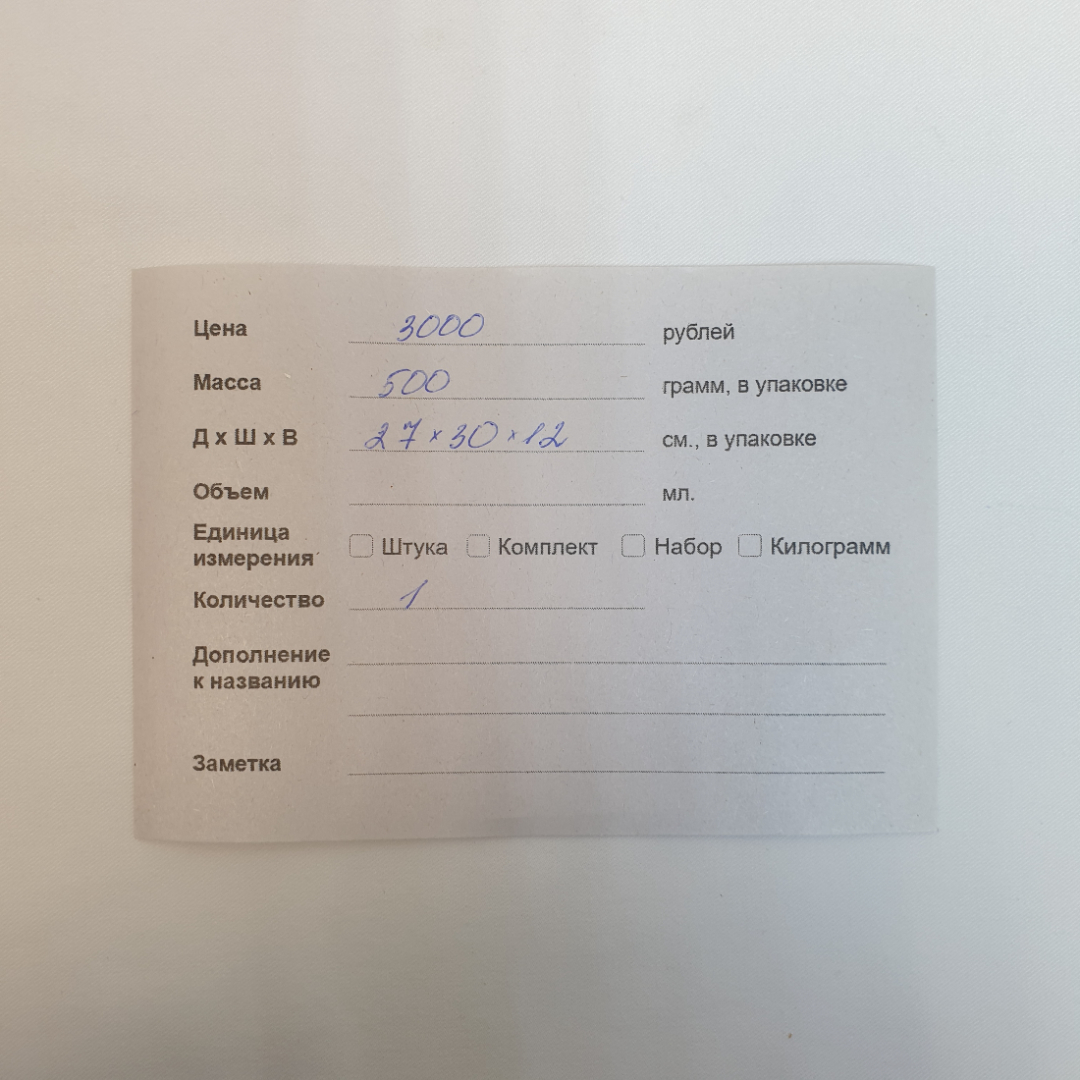 Цена 3000 рублей
Масса 500 грамм, в упаковке
Д х Ш х В 27 × 30 × 12 см., в упаковке
Объем мл.
Единица измерения Штука Комплект Набор Килограмм
Количество 1
Дополнение
к названию
Заметка